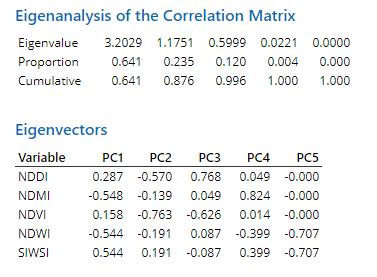 Eigenanalysis of the Correlation Matrix
Eigenvalue 3.2029 1.1751 0.5999 0.0221 0.0000
Proportion 0.641 0.235 0.120 0.004 0.000
Cumulative 0.641 0.876 0.996 1.000 1.000
Eigenvectors
Variable PC1 PC2 PC3 PC4 PC5
NDDI 0.287 -0.570 0.768 0.049 -0.000
NDMI -0.548 -0.139 0.049 0.824 -0.000
NDVI 0.158 -0.763 -0.626 0.014 -0.000
NDWI -0.544 -0.191 0.087 -0.399 -0.707
SIWSI 0.544 0.191 -0.087 0.399 -0.707